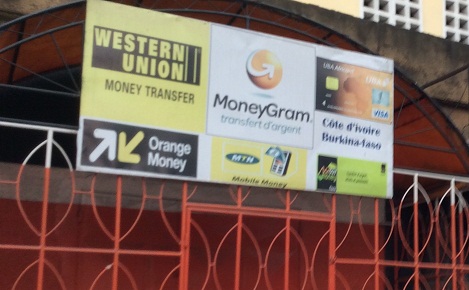 WESTERN
UNION
MONEY TRANSFER
MoneyGram
transfert d'argent
VISA
Côte d'ivoire
Burkina-faso
Orange
Money
MTN
Mobile Money